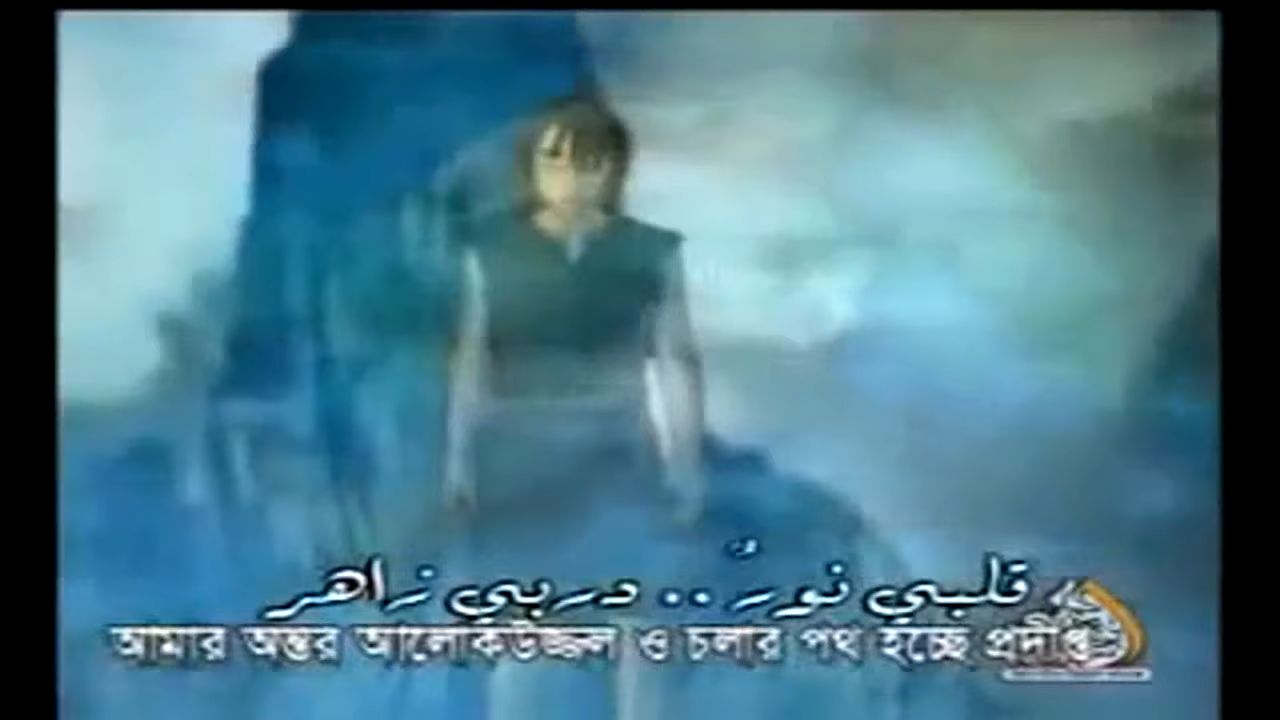 قلبي نورٌ .. دربي زاهر
আমার অন্তর আলোকউজ্জ্বল ও চলার পথ হচ্ছে প্রদীপ্ত